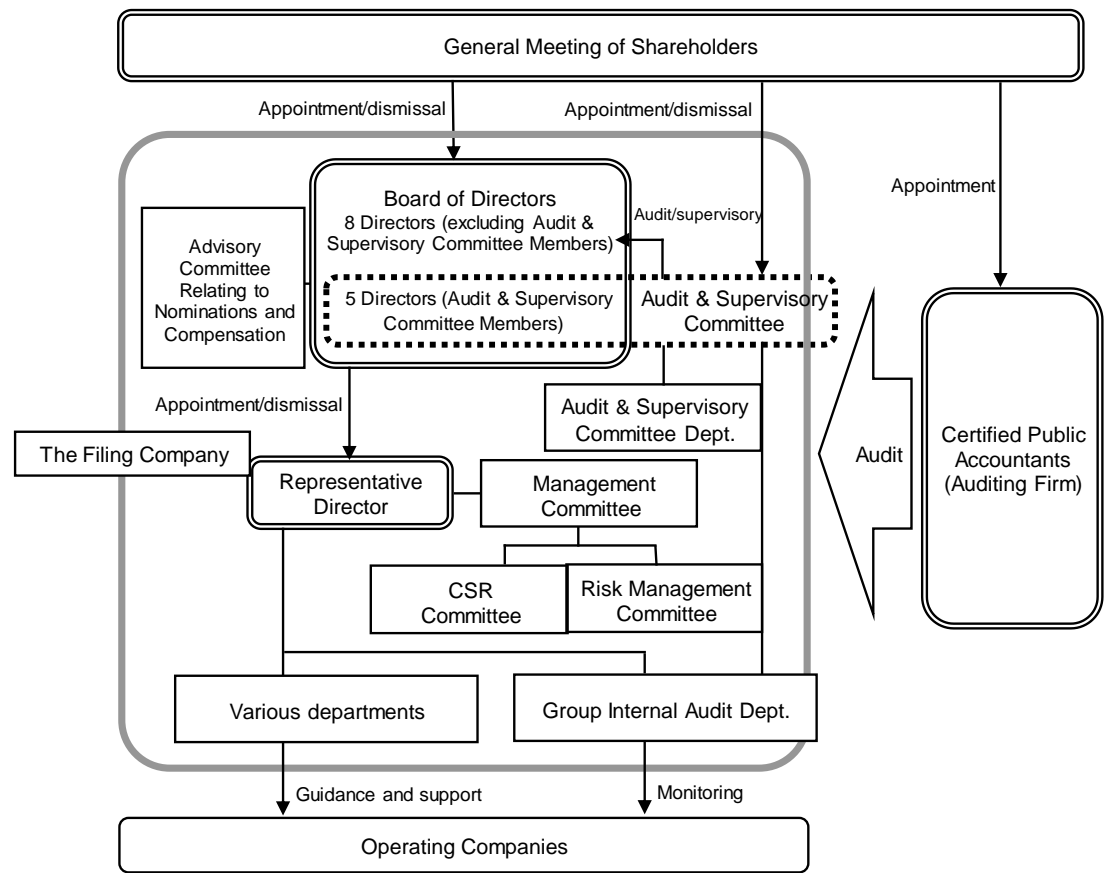 General Meeting of Shareholders
Appointment/dismissal
Appointment/dismissal
Appointment
Board of Directors
8 Directors (excluding Audit &
Supervisory Committee Members)
Audit/supervisory
Advisory
Committee
Relating to
Nominations and
Compensation
5 Directors (Audit & Supervisory
Committee Members)
Audit & Supervisory
Committee
Appointment/dismissal
Audit & Supervisory
Committee Dept.
The Filing Company
Representative
Director
Management
Committee
Audit
Certified Public
Accountants
(Auditing Firm)
CSR
Committee
Risk Management
Committee
Various departments
Group Internal Audit Dept.
Guidance and support
Monitoring
Operating Companies